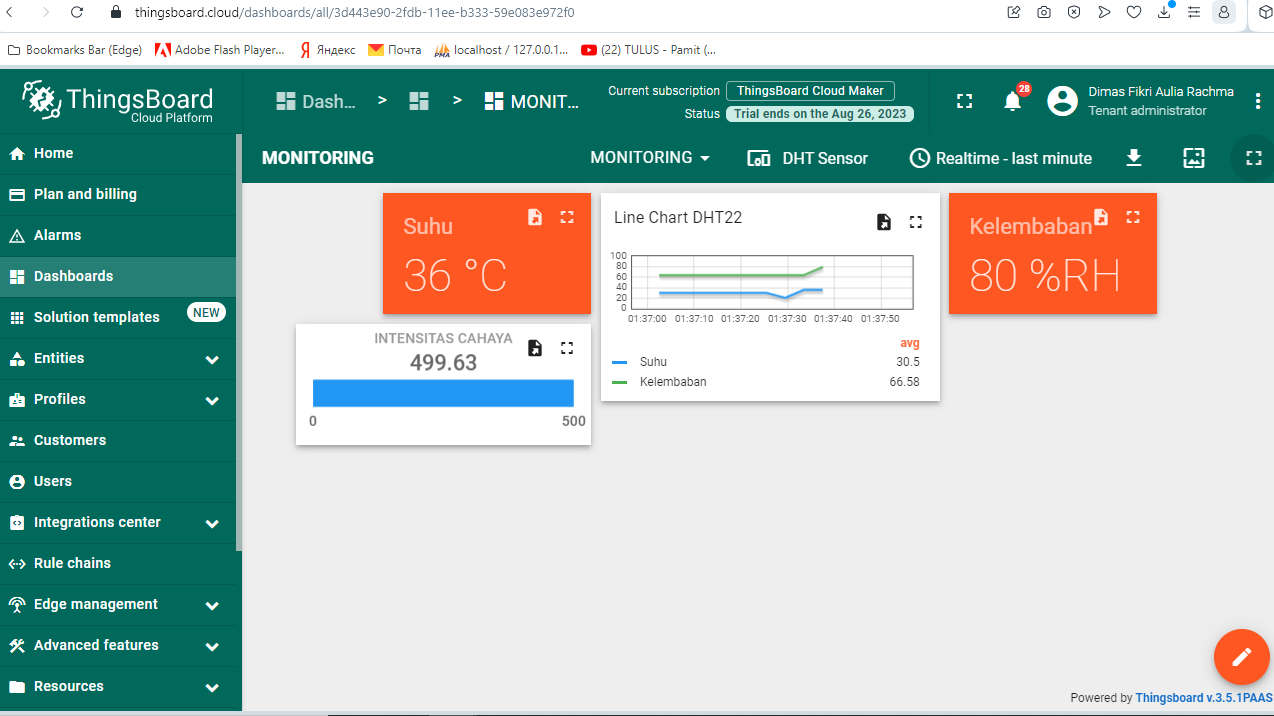 thingsboard.cloud/dashboards/all/3d443e90-2fdb-11ee-b333-59e083e972f0
Bookmarks Bar (Edge)
Adobe Flash Player...
Яндекс
Почта
localhost / 127.0.0.1...
(22) TULUS - Pamit (...
ThingsBoard
Cloud Platform
Dash...
>
>
MONIT...
Current subscription
ThingsBoard Cloud Maker
Status
Trial ends on the Aug 26, 2023
28
Dimas Fikri Aulia Rachma
Tenant administrator
Home
Plan and billing
Alarms
Dashboards
Solution templates
NEW
Entities
Profiles
Customers
Users
Integrations center
Rule chains
Edge management
Advanced features
Resources
MONITORING
MONITORING
DHT Sensor
Realtime - last minute
Suhu
36 °C
Line Chart DHT22
100
80
60
40
20
0
01:37:00 01:37:10 01:37:20 01:37:30 01:37:40 01:37:50
avg
Suhu 30.5
Kelembaban 66.58
Kelembaban
80 %RH
INTENSITAS CAHAYA
499.63
0 500
Powered by Thingsboard v.3.5.1PAAS